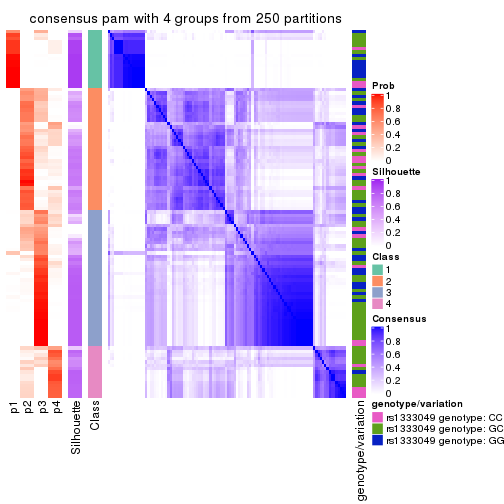 consensus pam with 4 groups from 250 partitions
Prob
1
0.8
0.6
0.4
0.2
0
Silhouette
1
0.8
0.6
0.4
0.2
0
Class
1
2
3
4
Consensus
1
0.8
0.6
0.4
0.2
0
genotype/variation
rs1333049 genotype: CC
rs1333049 genotype: GC
rs1333049 genotype: GG
p1
p2
p3
p4
Silhouette
Class
genotype/variation